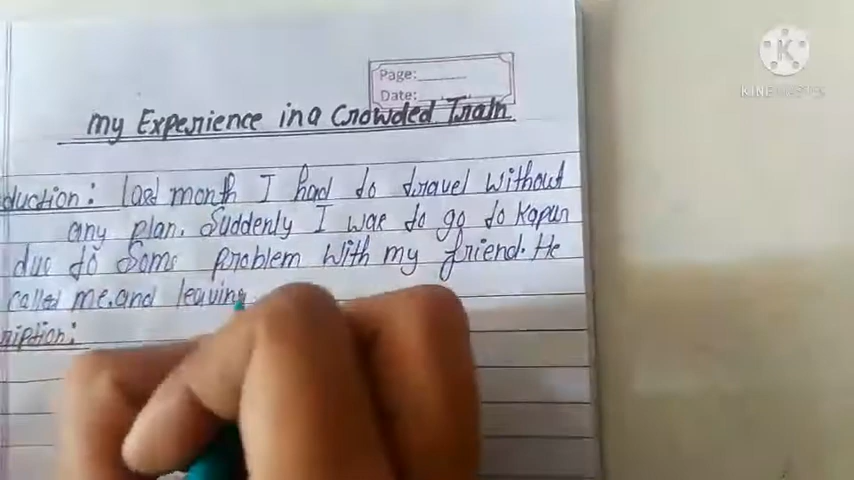 Page:
Date:
my Experience in a Crowded Train
duction: last month I had to travel without
any plan. Suddenly I was to go to Kapur
due to Some problem with my friend. He
called me.and leaving
ription:
KINEMASTER